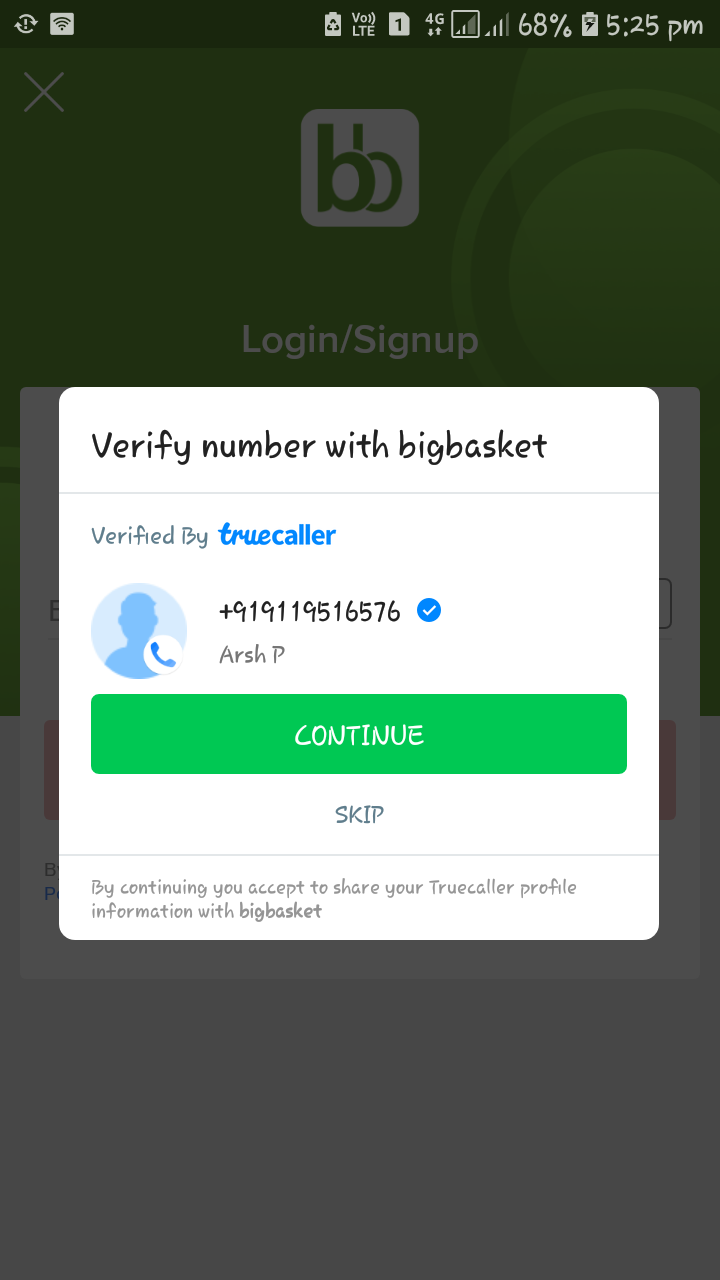 Vo)) LTE 1 4G 68% 5:25 pm
bb
Login/Signup
Verify number with bigbasket
Verified By truecaller
+919119516576
Arsh P
CONTINUE
SKIP
By continuing you accept to share your Truecaller profile
information with bigbasket